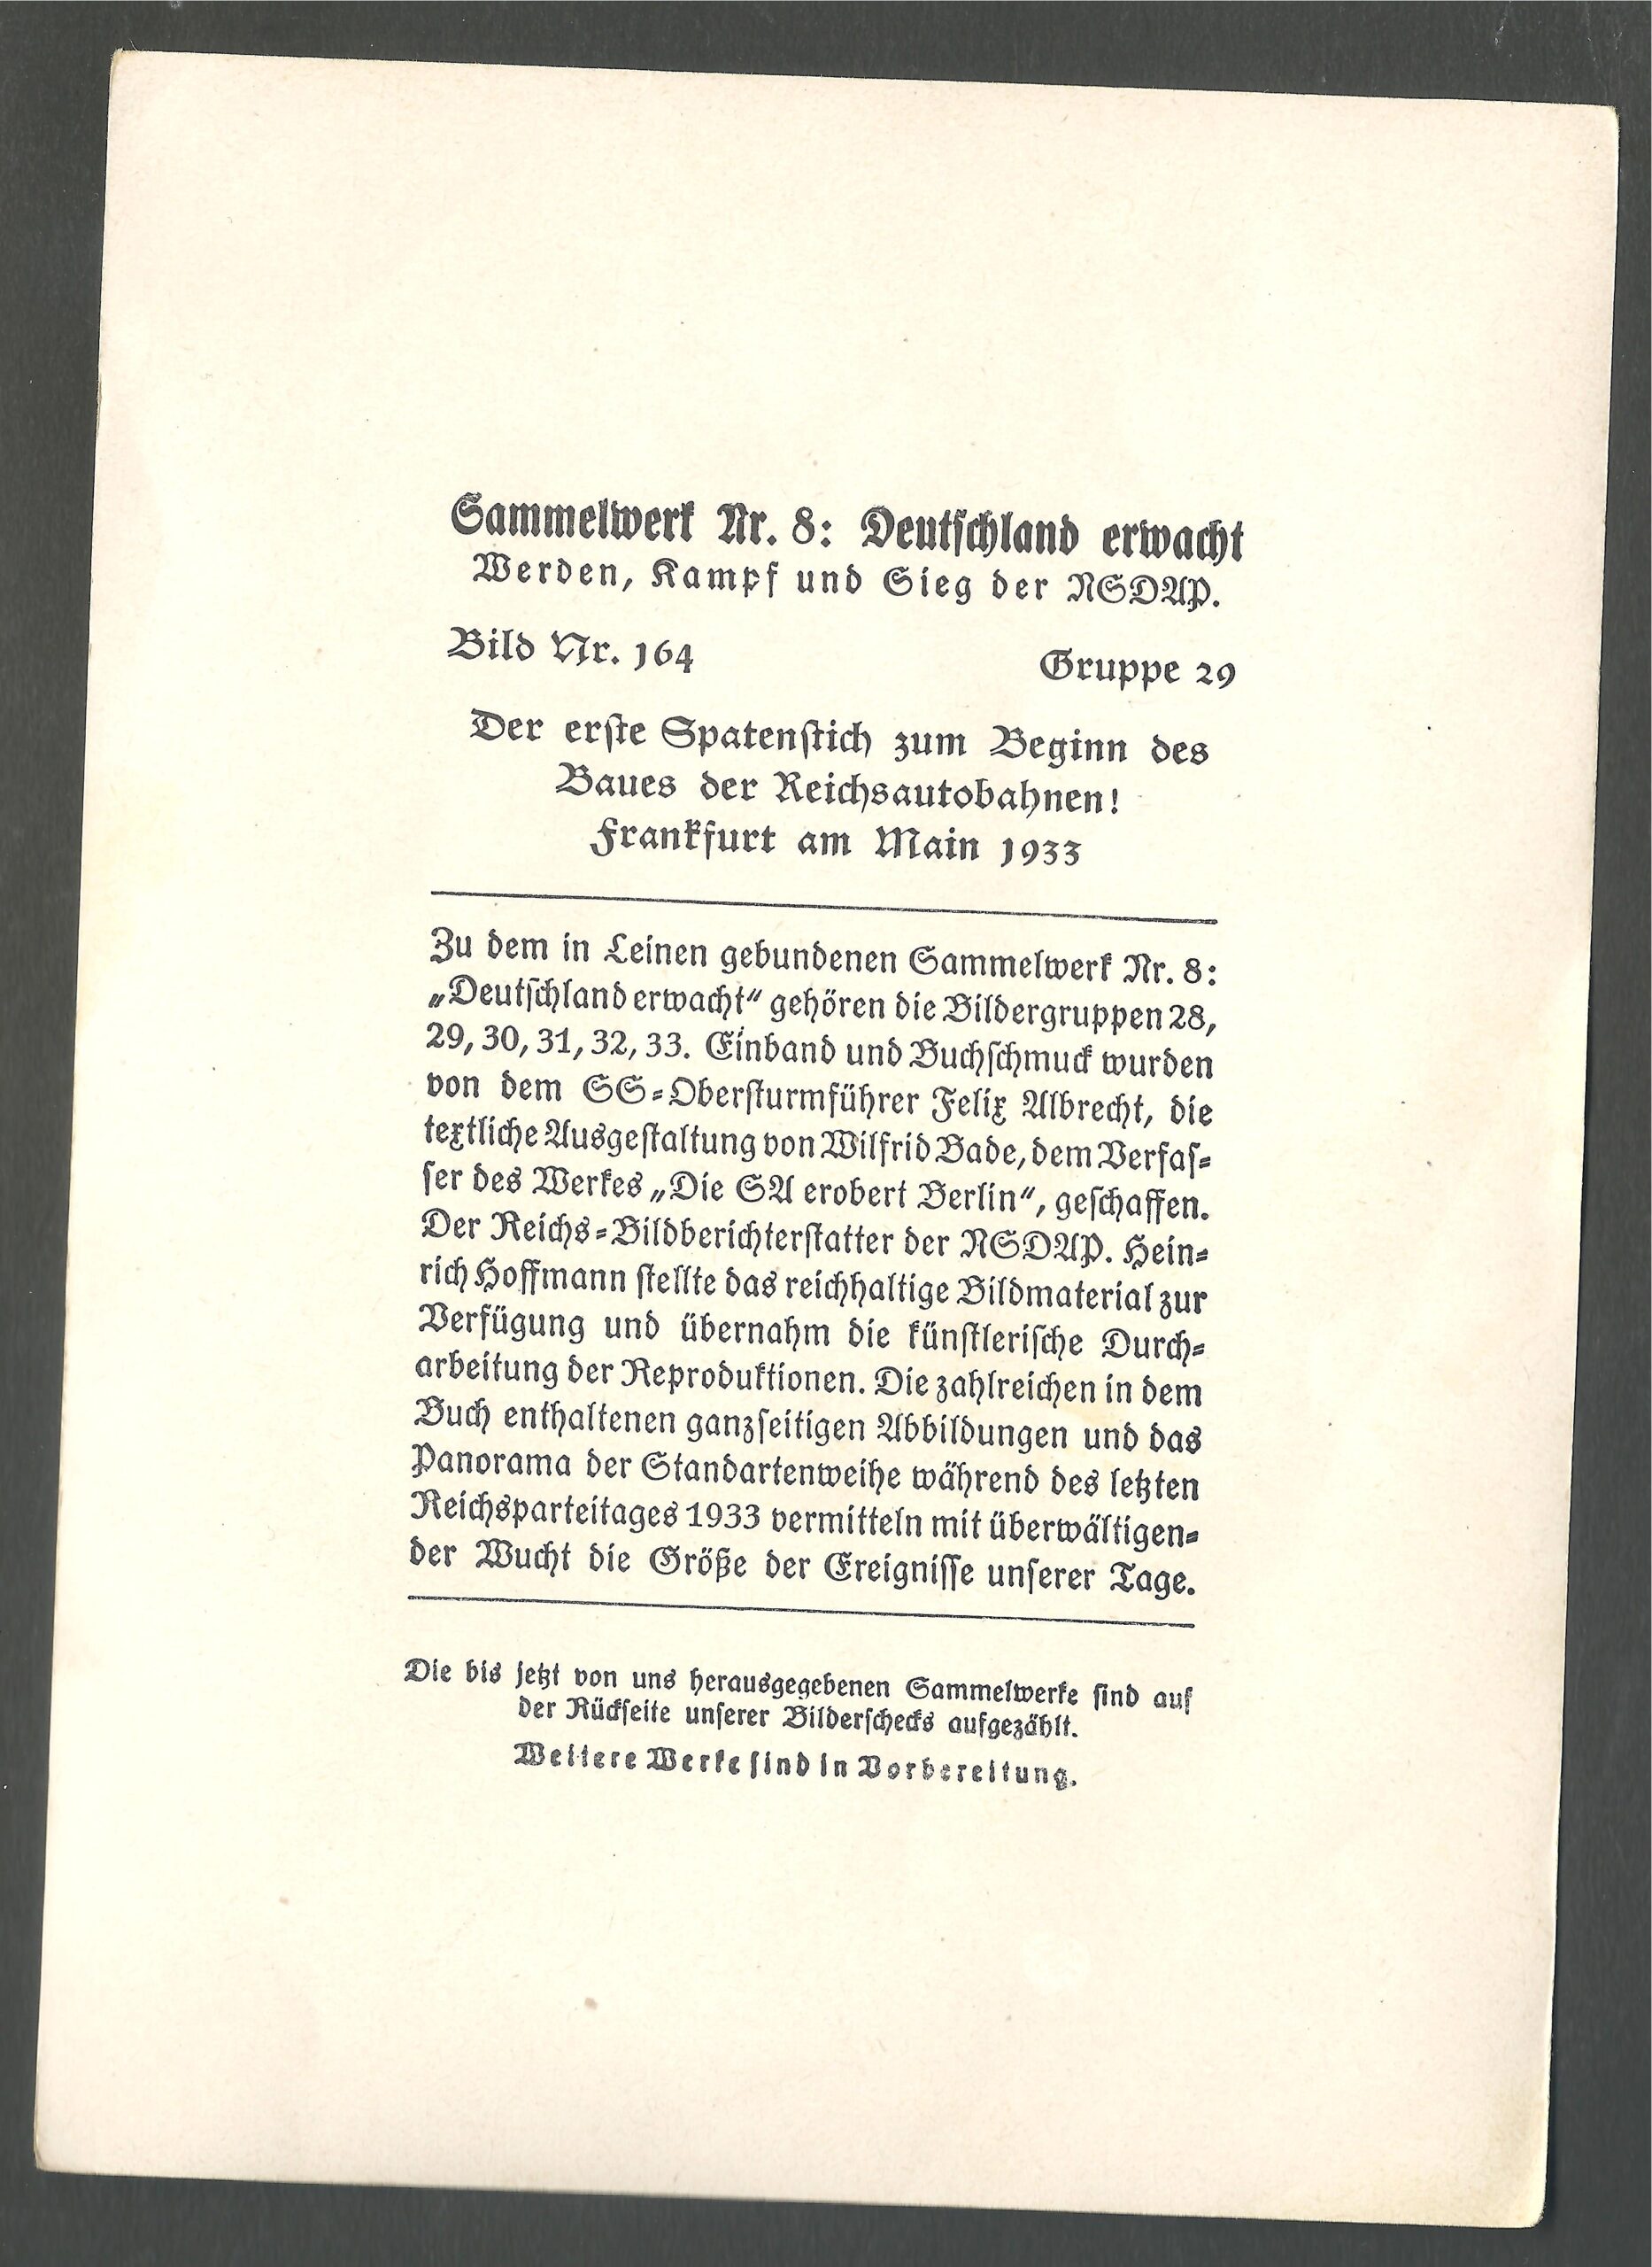 Sammelwerk Nr. 8: Deutschland erwacht
Werden, Kampf und Sieg der NSDAP.
Bild Nr. 164 Gruppe 29
Der erste Spatenstich zum Beginn des
Baues der Reichsautobahnen!
Frankfurt am Main 1933
Zu dem in Leinen gebundenen Sammelwerk Nr. 8:
„Deutschland erwacht“ gehören die Bildergruppen 28,
29, 30, 31, 32, 33. Einband und Buchschmuck wurden
von dem SS-Obersturmführer Felix Albrecht, die
textliche Ausgestaltung von Wilfrid Bade, dem Verfas-
ser des Werkes „Die SA erobert Berlin“, geschaffen.
Der Reichs-Bildberichterstatter der NSDAP. Hein-
rich Hoffmann stellte das reichhaltige Bildmaterial zur
Verfügung und übernahm die künstlerische Durch-
arbeitung der Reproduktionen. Die zahlreichen in dem
Buch enthaltenen ganzseitigen Abbildungen und das
Panorama der Standartenweihe während des letzten
Reichsparteitages 1933 vermitteln mit überwältigen-
der Wucht die Größe der Ereignisse unserer Tage.
Die bis jetzt von uns herausgegebenen Sammelwerke sind auf
der Rückseite unserer Bilderschecks aufgezählt.
Weitere Werke sind in Vorbereitung.